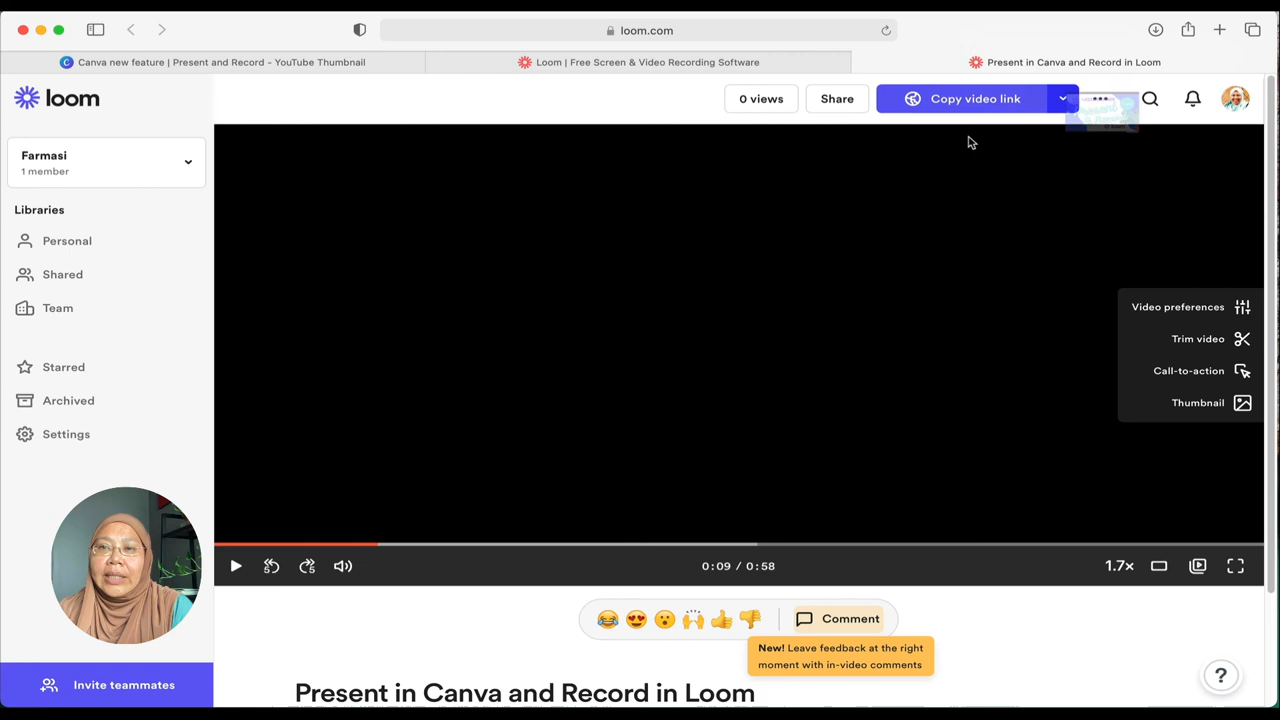 loom.com
Canva new feature | Present and Record - YouTube Thumbnail
Loom | Free Screen & Video Recording Software
Present in Canva and Record in Loom
loom
0 views
Share
Copy video link
Farmasi
1 member
Libraries
Personal
Shared
Team
Starred
Archived
Settings
Invite teammates
Video preferences
Trim video
Call-to-action
Thumbnail
5
5
0:09 / 0:58
1.7×
Comment
New! Leave feedback at the right
moment with in-video comments
Present in Canva and Record in Loom
?